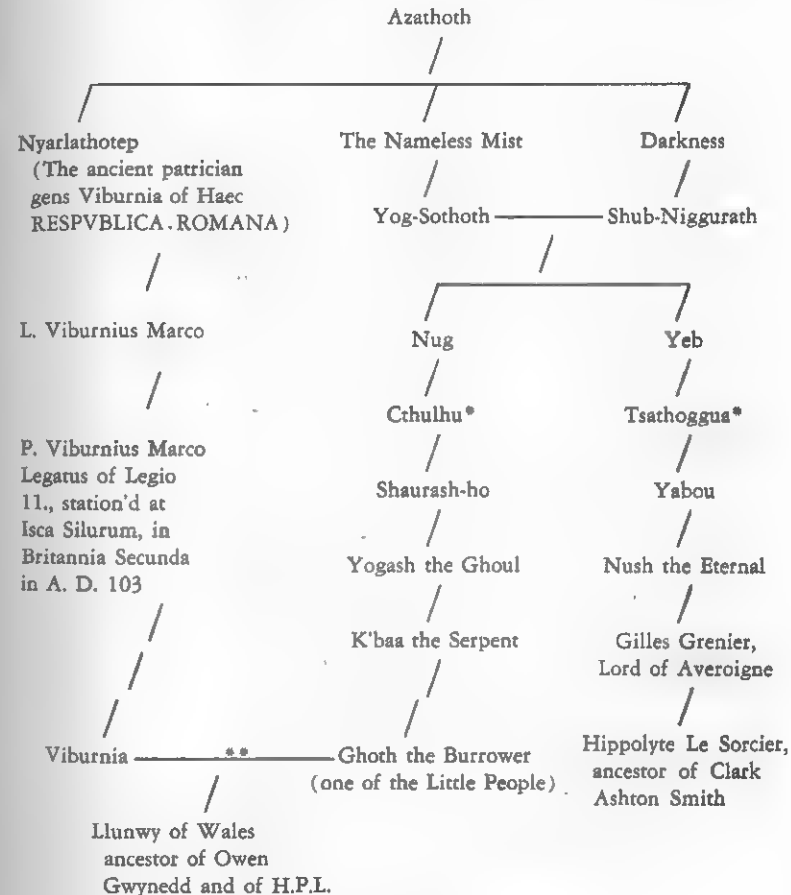 Azathoth
Nyarlathotep
(The ancient patrician
gens Viburnia of Haec
RESPVBLICA.ROMANA)
The Nameless Mist
Darkness
Yog-Sothoth
Shub-Niggurath
L. Viburnius Marco
Nug
Yeb
Cthulhu*
Tsathoggua*
P. Viburnius Marco
Legatus of Legio
11., station'd at
Isca Silurum, in
Britannia Secunda
in A. D. 103
Shaurash-ho
Yabou
Yogash the Ghoul
Nush the Eternal
K'baa the Serpent
Gilles Grenier,
Lord of Averoigne
Viburnia
**
Ghoth the Burrower
(one of the Little People)
Hippolyte Le Sorcier,
ancestor of Clark
Ashton Smith
Llunwy of Wales
ancestor of Owen
Gwynedd and of H.P.L.